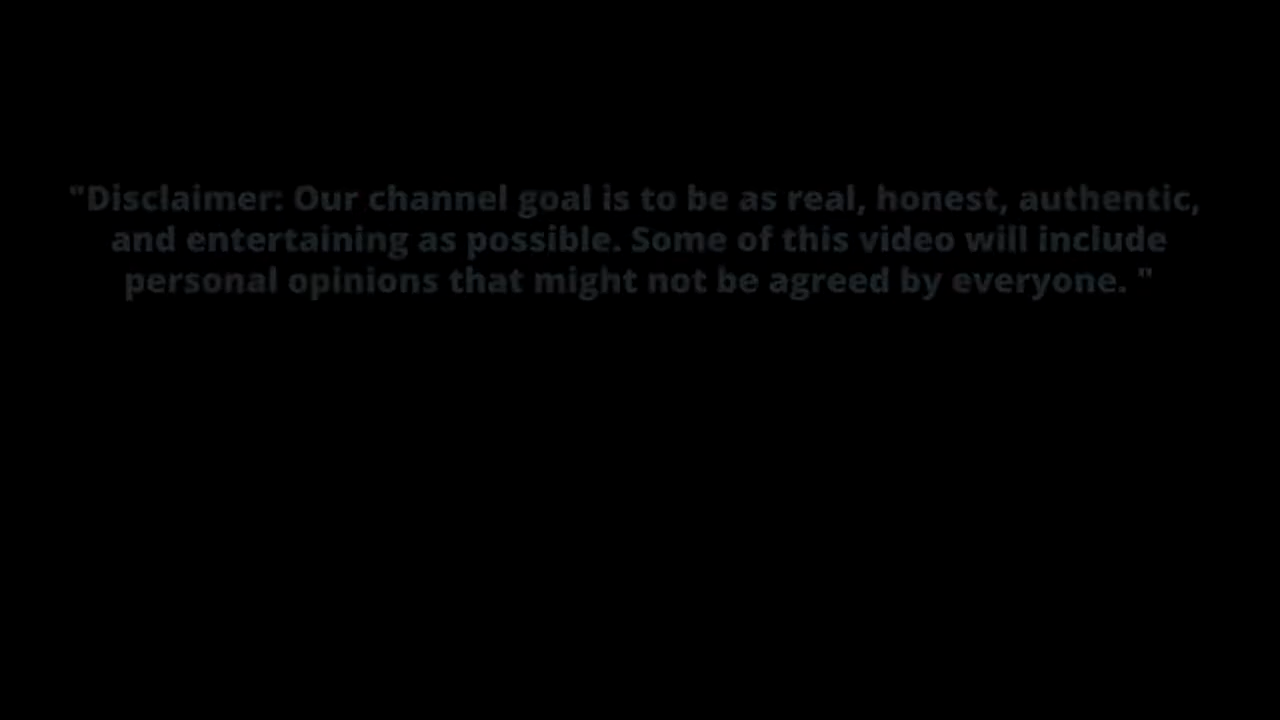 "Disclaimer: Our channel goal is to be as real, honest, authentic,
and entertaining as possible. Some of this video will include
personal opinions that might not be agreed by everyone. "